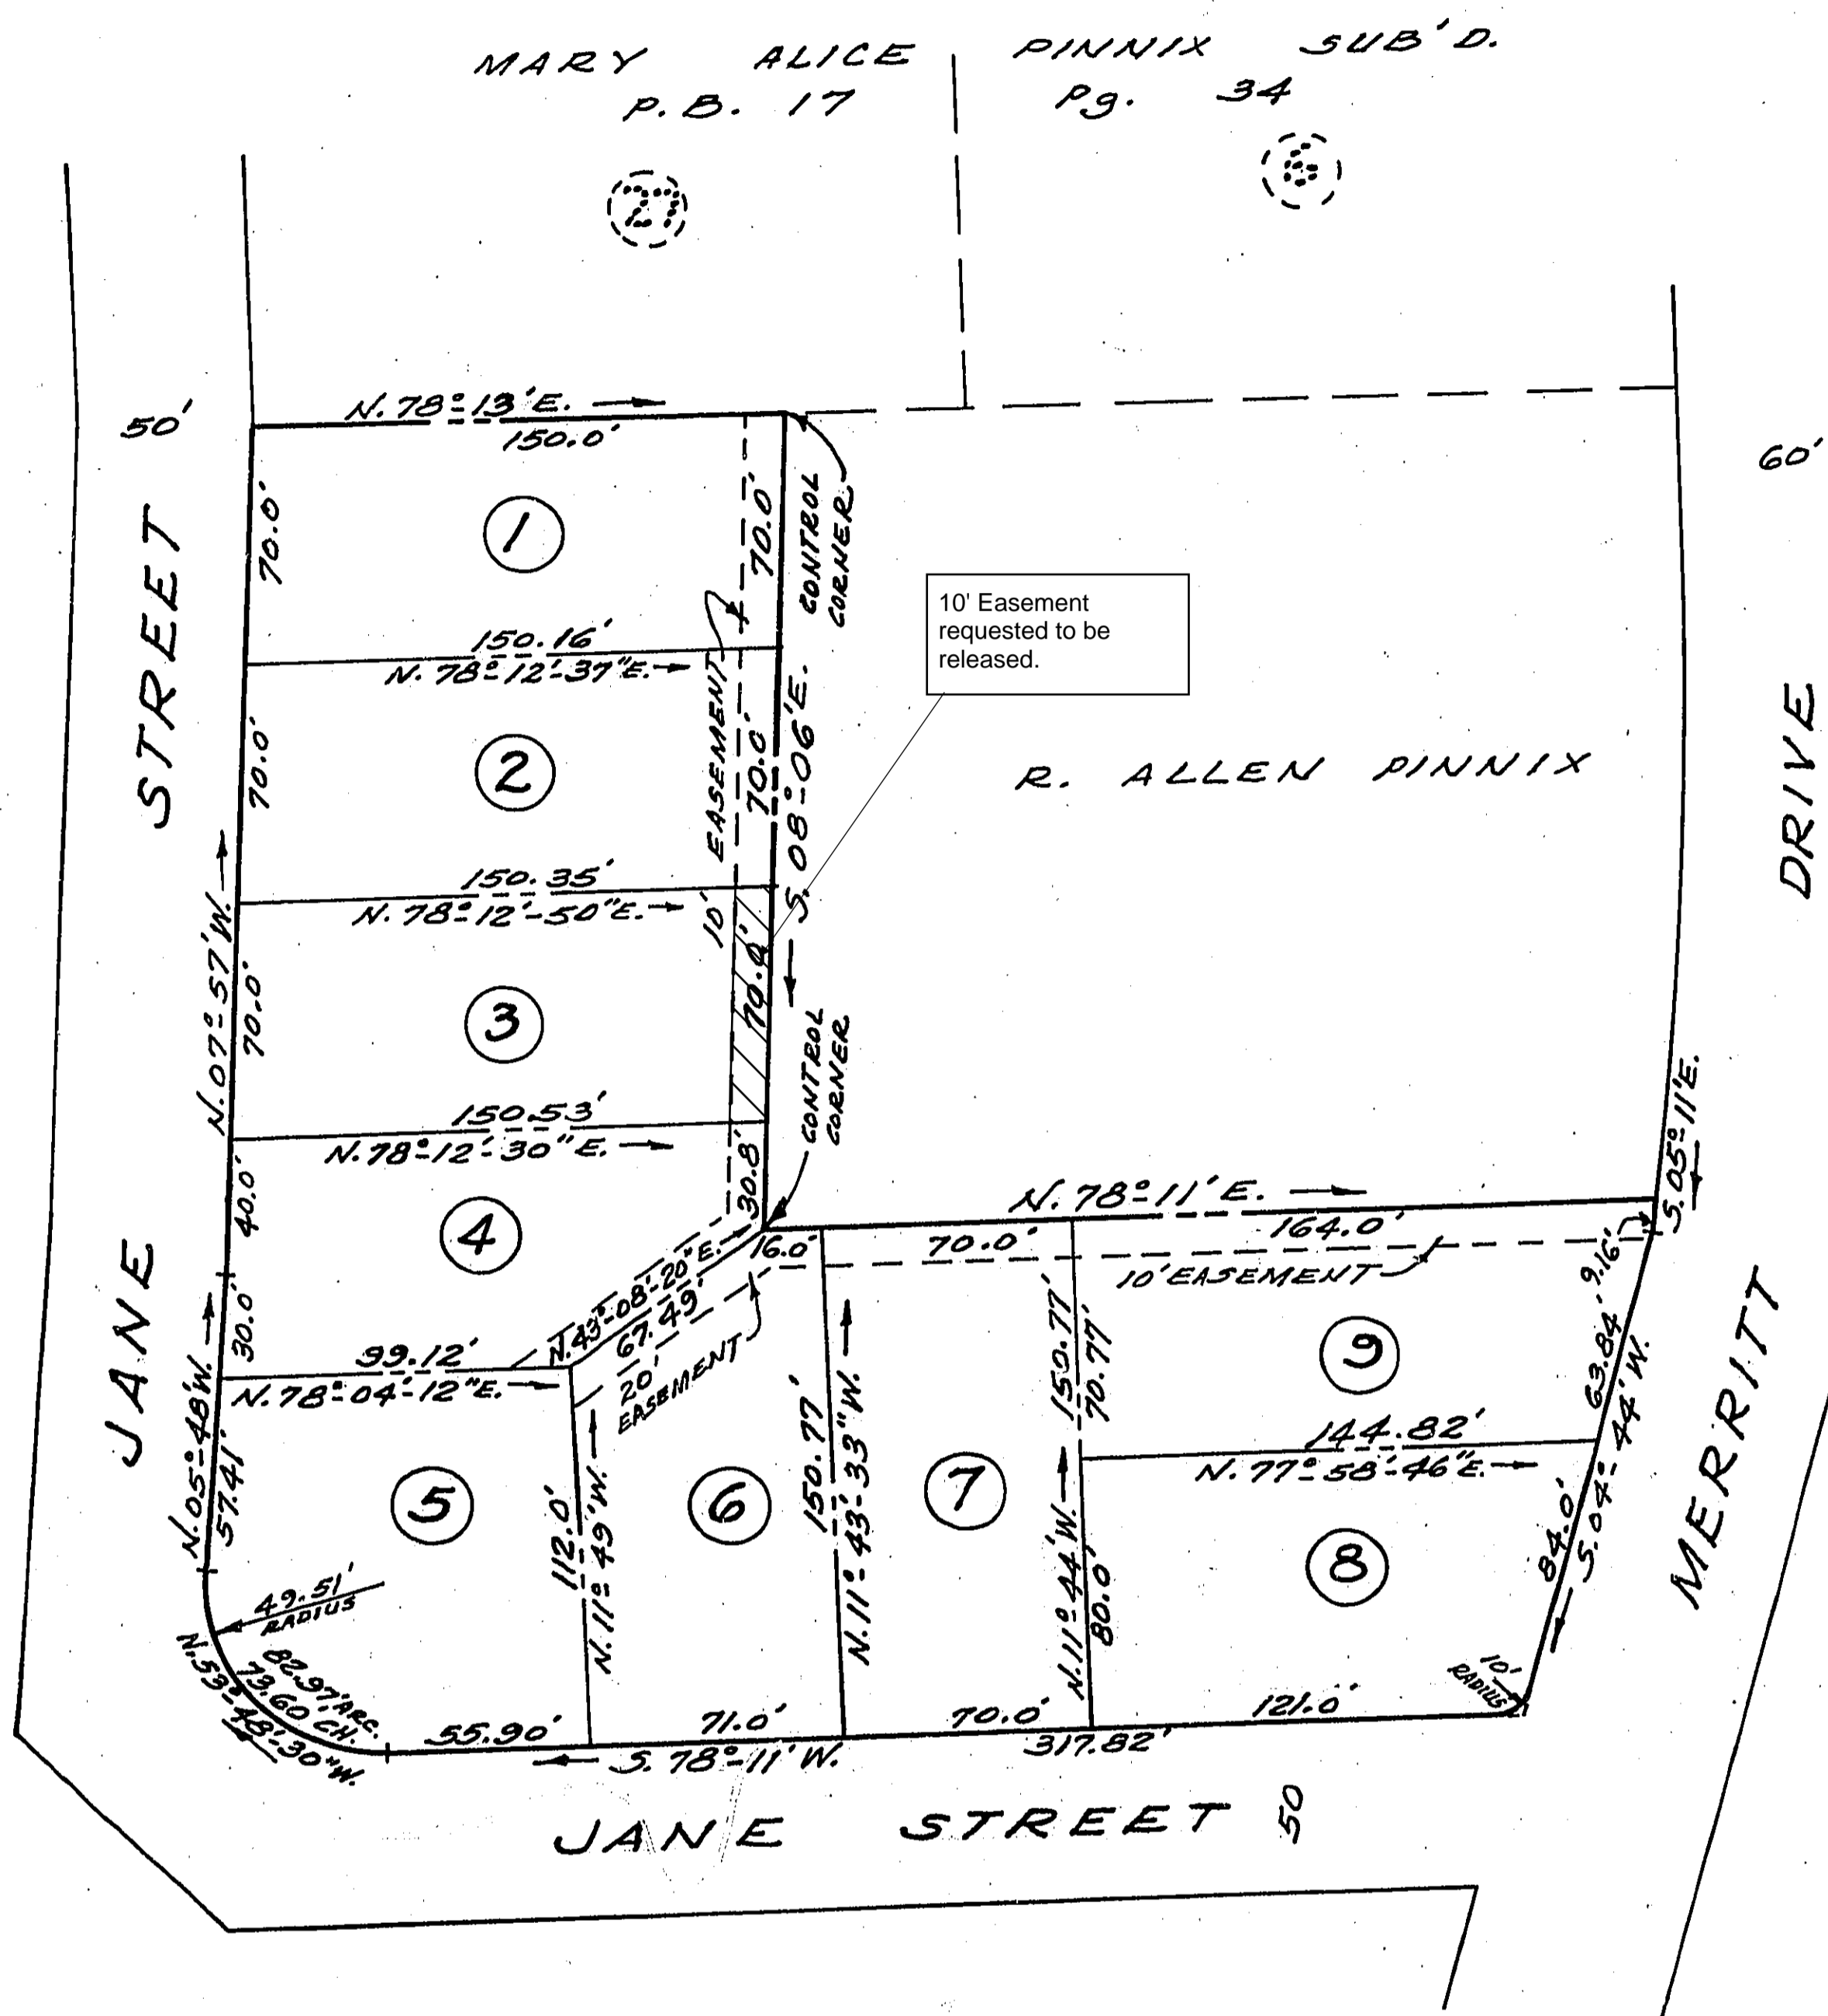 MARY ALICE PINNIX SUB'D.
P.B. 17 Pg. 34
50'
60'
N. 78°-13' E.
150.0'
70.0'
1
70.0'
CONTROL
CORNER
150.16'
N. 78°-12'-37" E.
STREET
70.0'
2
10' EASEMENT
70.0'
S. 08°-06' E.
10' Easement
requested to be
released.
R. ALLEN PINNIX
DRIVE
150.35'
N. 78°-12'-50" E.
N. 07°-57' W.
70.0'
3
70.0'
CONTROL
CORNER
150.53'
N. 78°-12'-30" E.
40.0'
4
30.8'
N. 78°-11' E.
S. 05°-11' E.
16.0'
70.0'
164.0'
10' EASEMENT
9.16'
N. 43°-08'-20" E.
67.49'
20'
EASEMENT
30.0'
99.12'
N. 78°-04'-12" E.
JANE
N. 05°-48' W.
57.41'
5
112.0'
N. 11°-49' W.
6
150.77'
N. 11°-43'-33" W.
7
150.77'
70.77'
N. 11°-44' W.
80.0'
9
63.84'
144.82'
N. 77°-58'-46" E.
8
84.0'
S. 04°-44' W.
MERRITT
49.51'
RADIUS
82.97' ARC.
73.60 CH.
N. 53°-48'-30" W.
55.90'
71.0'
70.0'
121.0'
10'
RADIUS
S. 78°-11' W.
317.82'
JANE STREET 50